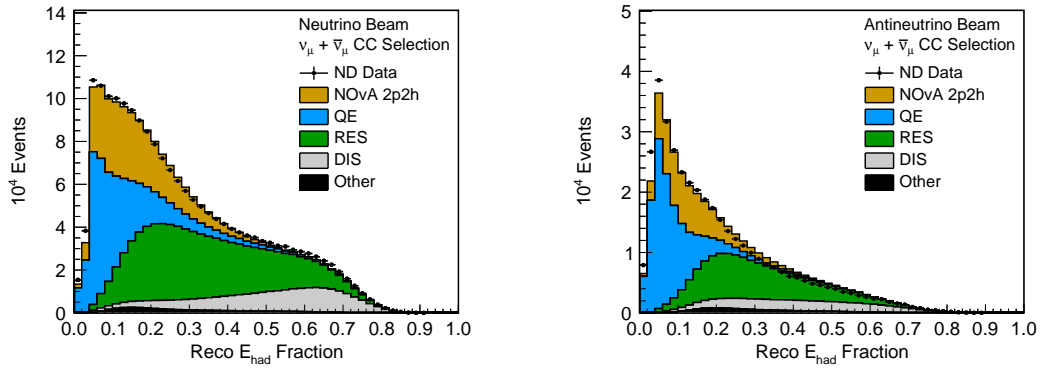 Neutrino Beam
νμ + ν̄μ CC Selection
ND Data
NOvA 2p2h
QE
RES
DIS
Other
14
12
10
8
6
4
2
0
10⁴ Events
0.0 0.1 0.2 0.3 0.4 0.5 0.6 0.7 0.8 0.9 1.0
Reco E_had Fraction
Antineutrino Beam
νμ + ν̄μ CC Selection
ND Data
NOvA 2p2h
QE
RES
DIS
Other
5
4
3
2
1
0
10⁴ Events
0.0 0.1 0.2 0.3 0.4 0.5 0.6 0.7 0.8 0.9 1.0
Reco E_had Fraction